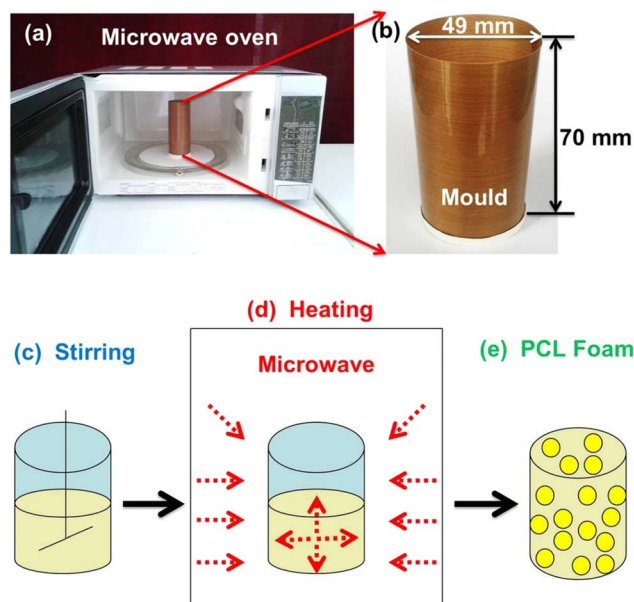 (a)
Microwave oven
(b)
49 mm
70 mm
Mould
(d) Heating
(c) Stirring
Microwave
(e) PCL Foam